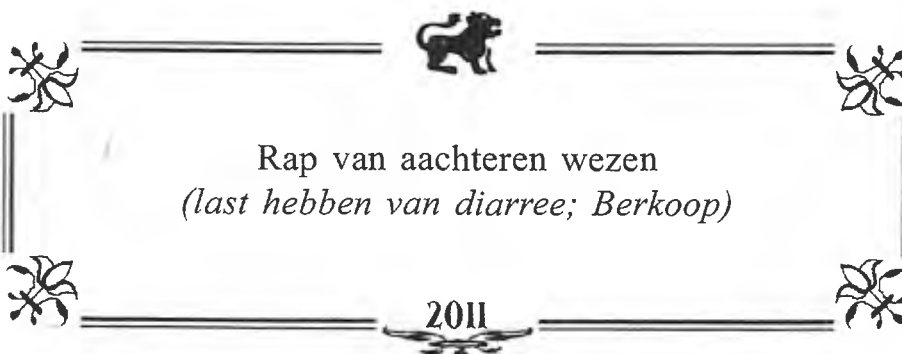 Rap van aachteren wezen
(last hebben van diarree; Berkoop)
2011